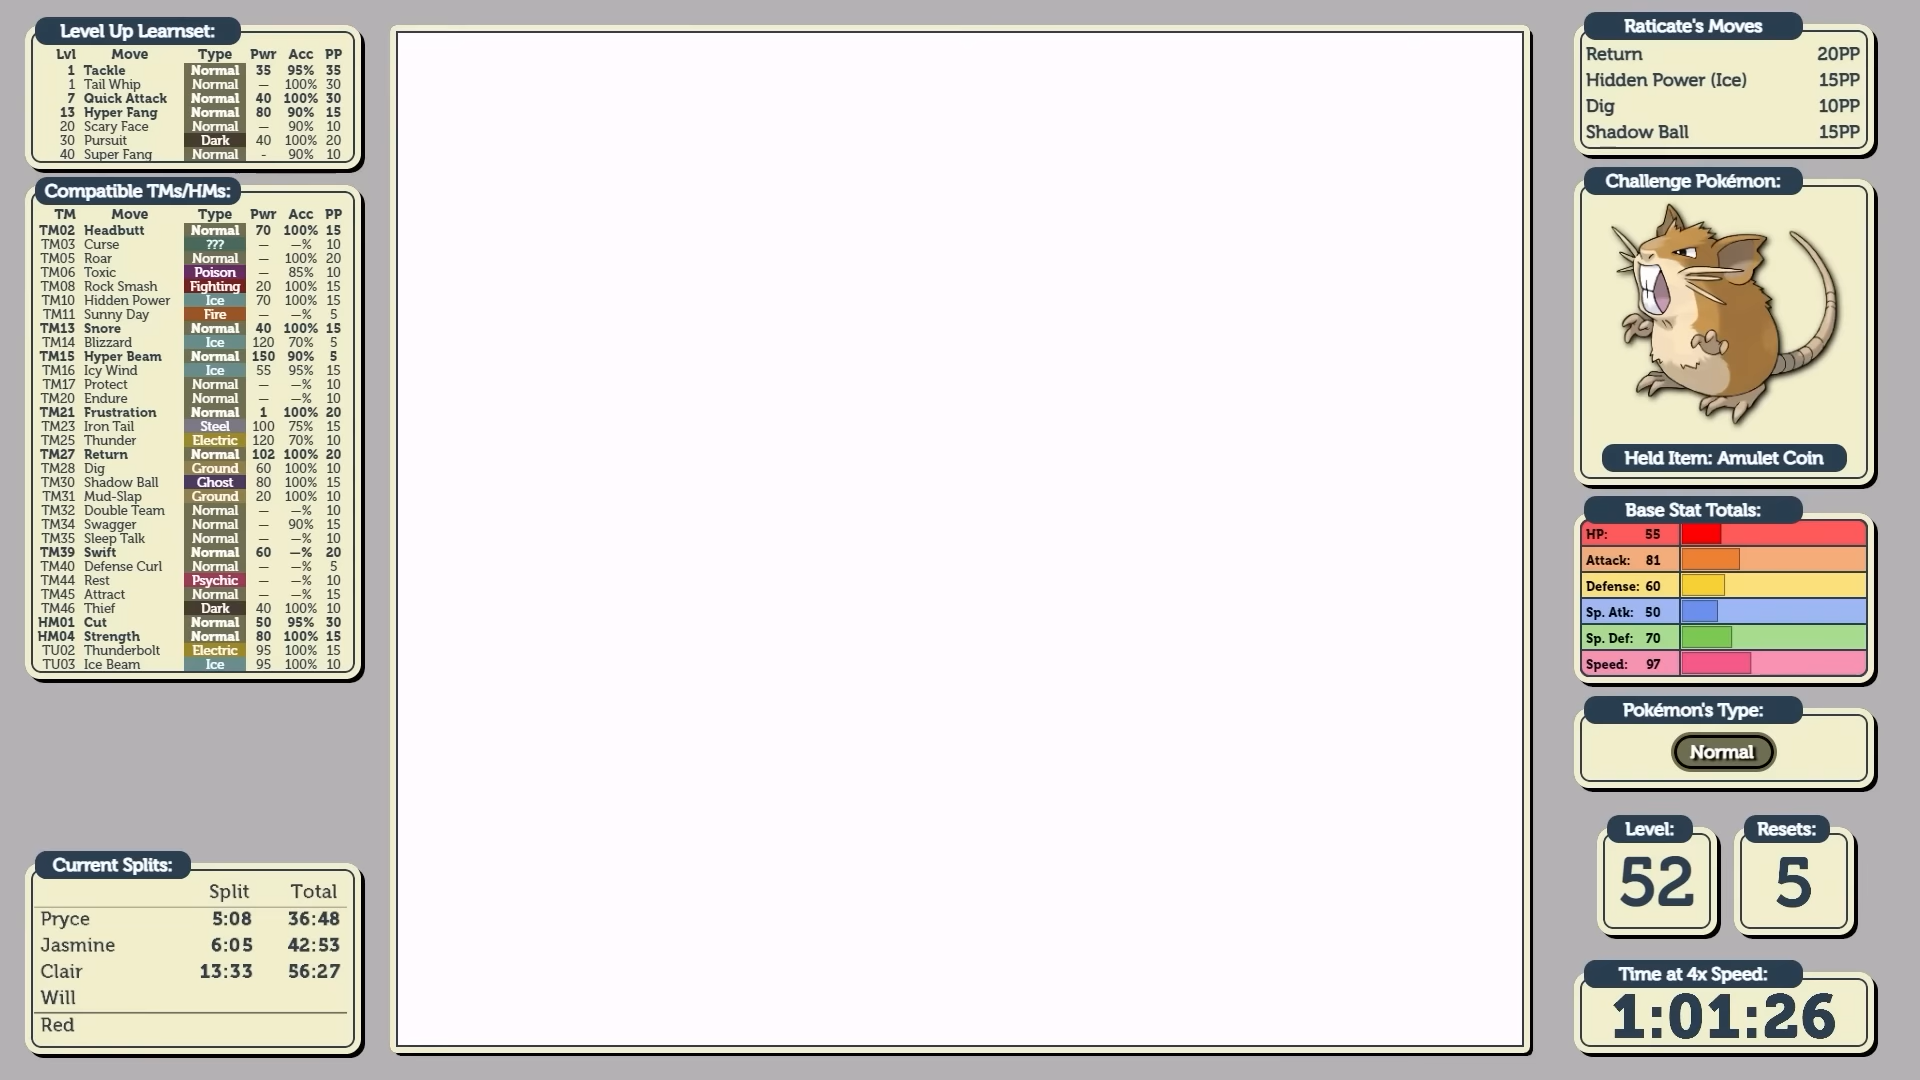 Level Up Learnset:
Lvl Move Type Pwr Acc PP
1 Tackle Normal 35 95% 35
1 Tail Whip Normal — 100% 30
7 Quick Attack Normal 40 100% 30
13 Hyper Fang Normal 80 90% 15
20 Scary Face Normal — 90% 10
30 Pursuit Dark 40 100% 20
40 Super Fang Normal - 90% 10
Compatible TMs/HMs:
TM Move Type Pwr Acc PP
TM02 Headbutt Normal 70 100% 15
TM03 Curse ??? — —% 10
TM05 Roar Normal — 100% 20
TM06 Toxic Poison — 85% 10
TM08 Rock Smash Fighting 20 100% 15
TM10 Hidden Power Ice 70 100% 15
TM11 Sunny Day Fire — —% 5
TM13 Snore Normal 40 100% 15
TM14 Blizzard Ice 120 70% 5
TM15 Hyper Beam Normal 150 90% 5
TM16 Icy Wind Ice 55 95% 15
TM17 Protect Normal — —% 10
TM20 Endure Normal — —% 10
TM21 Frustration Normal 1 100% 20
TM23 Iron Tail Steel 100 75% 15
TM25 Thunder Electric 120 70% 10
TM27 Return Normal 102 100% 20
TM28 Dig Ground 60 100% 10
TM30 Shadow Ball Ghost 80 100% 15
TM31 Mud-Slap Ground 20 100% 10
TM32 Double Team Normal — —% 10
TM34 Swagger Normal — 90% 15
TM35 Sleep Talk Normal — —% 10
TM39 Swift Normal 60 —% 20
TM40 Defense Curl Normal — —% 5
TM44 Rest Psychic — —% 10
TM45 Attract Normal — —% 15
TM46 Thief Dark 40 100% 10
HM01 Cut Normal 50 95% 30
HM04 Strength Normal 80 100% 15
TU02 Thunderbolt Electric 95 100% 15
TU03 Ice Beam Ice 95 100% 10
Current Splits:
Split Total
Pryce 5:08 36:48
Jasmine 6:05 42:53
Clair 13:33 56:27
Will
Red
Raticate's Moves
Return 20PP
Hidden Power (Ice) 15PP
Dig 10PP
Shadow Ball 15PP
Challenge Pokémon:
Held Item: Amulet Coin
Base Stat Totals:
HP: 55
Attack: 81
Defense: 60
Sp. Atk: 50
Sp. Def: 70
Speed: 97
Pokémon's Type:
Normal
Level: Resets:
52 5
Time at 4x Speed:
1:01:26